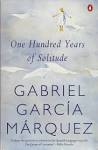 One Hundred Years
of Solitude
GABRIEL
GARCÍA
MÁRQUEZ